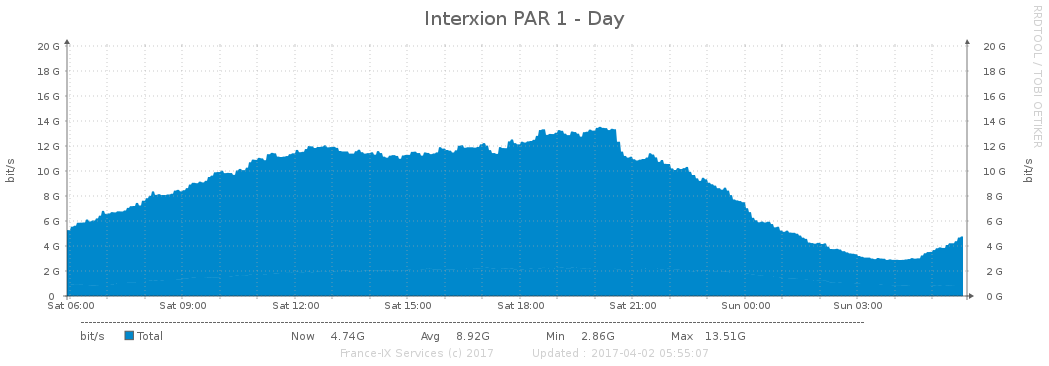 Interxion PAR 1 - Day
RRDTOOL / TOBI OETIKER
bit/s
20 G 20 G
18 G 18 G
16 G 16 G
14 G 14 G
12 G 12 G
10 G 10 G
8 G 8 G
6 G 6 G
4 G 4 G
2 G 2 G
0 0 G
bit/s
Sat 06:00 Sat 09:00 Sat 12:00 Sat 15:00 Sat 18:00 Sat 21:00 Sun 00:00 Sun 03:00
bit/s Total Now 4.74G Avg 8.92G Min 2.86G Max 13.51G
France-IX Services (c) 2017 Updated : 2017-04-02 05:55:07